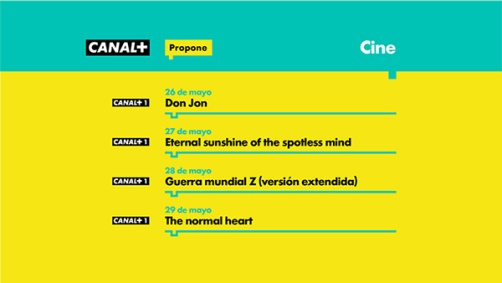 CANAL+ Propone Cine
26 de mayo
CANAL+ 1 Don Jon
27 de mayo
CANAL+ 1 Eternal sunshine of the spotless mind
28 de mayo
CANAL+ 1 Guerra mundial Z (versión extendida)
29 de mayo
CANAL+ 1 The normal heart